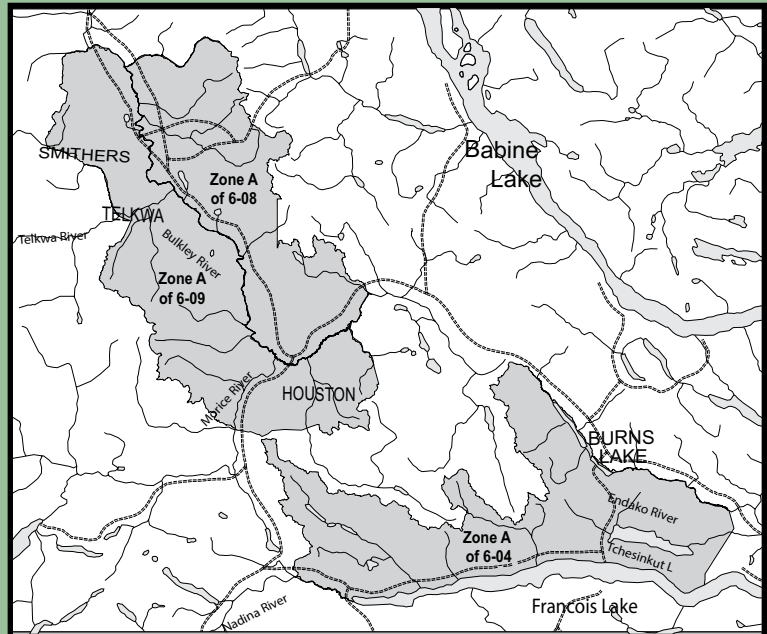 Babine
Lake
SMITHERS
Zone A
of 6-08
TELKWA
Telkwa River
Bulkley River
Zone A
of 6-09
Morice River
HOUSTON
BURNS
LAKE
Endako River
Zone A
of 6-04
Tchesinkut L
Nadina River
Francois Lake